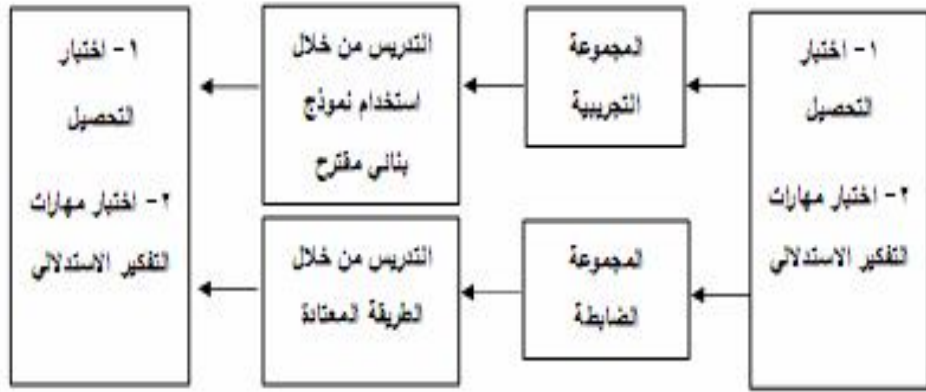 ١- اختبار
التحصيل
٢- اختبار مهارات
التفكير الاستدلالي
المجموعة
التجريبية
التدريس من خلال
استخدام نموذج
بنائي مقترح
المجموعة
الضابطة
التدريس من خلال
الطريقة المعتادة
١- اختبار
التحصيل
٢- اختبار مهارات
التفكير الاستدلالي